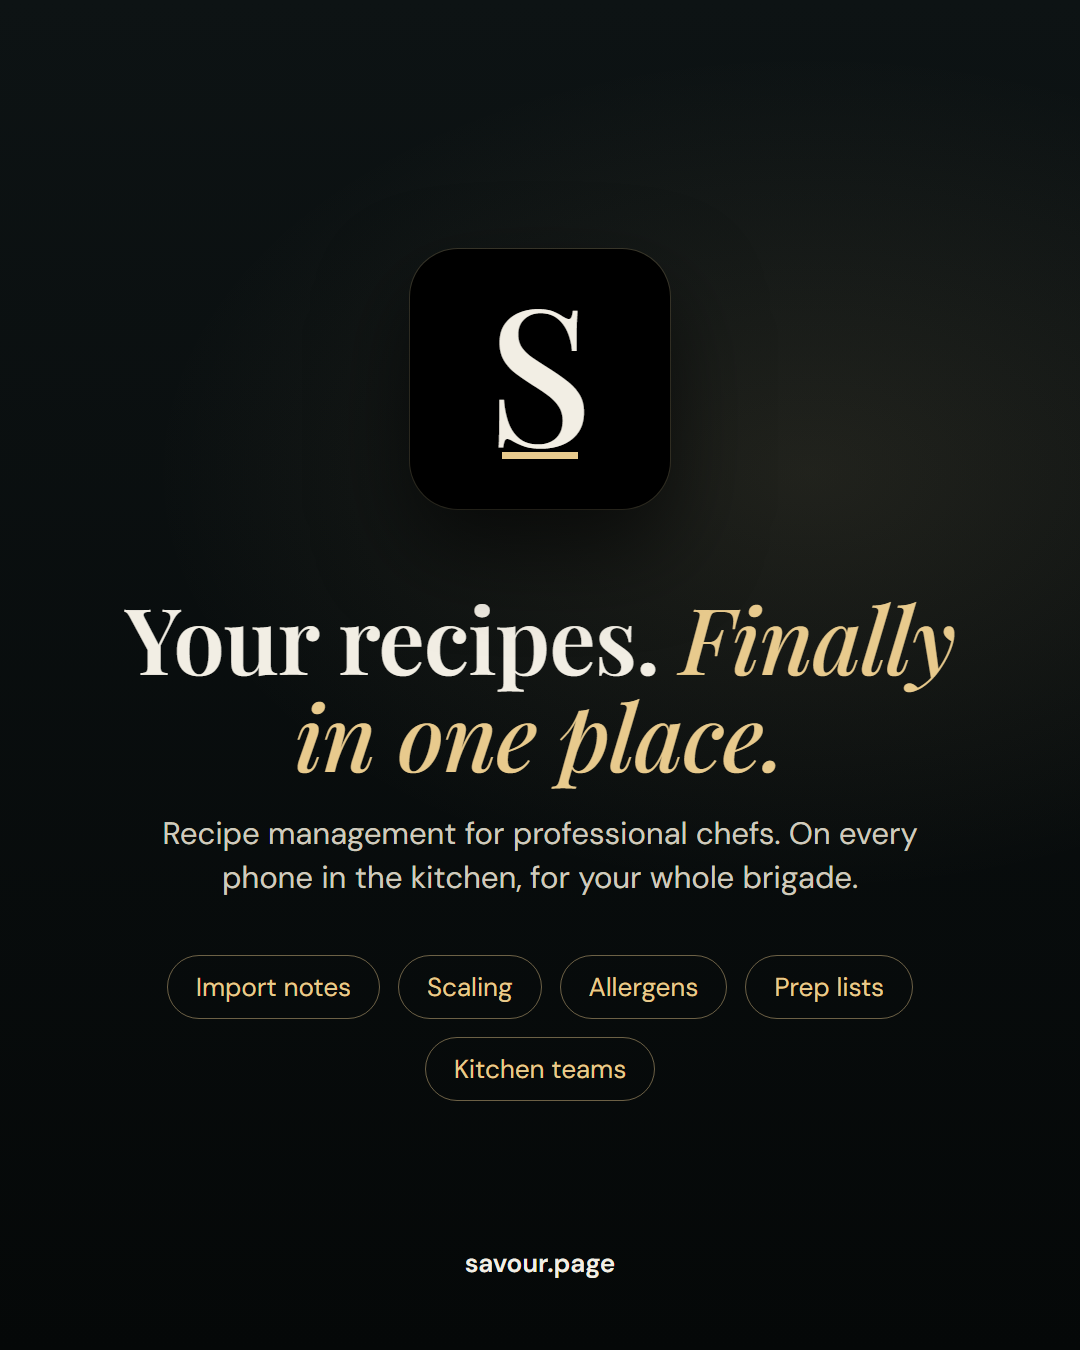 S
Your recipes. Finally
in one place.
Recipe management for professional chefs. On every
phone in the kitchen, for your whole brigade.
Import notes
Scaling
Allergens
Prep lists
Kitchen teams
savour.page